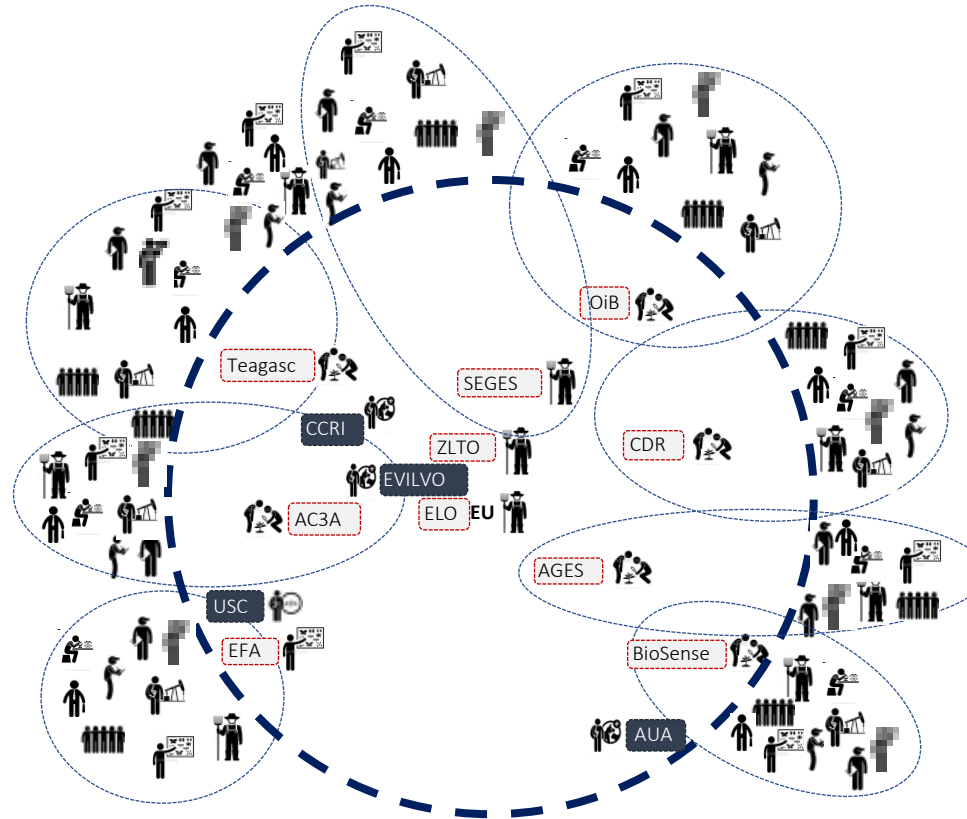 OiB
Teagasc
SEGES
CCRI
ZLTO
CDR
EVILVO
AC3A
ELO EU
AGES
USC
EFA
BioSense
AUA